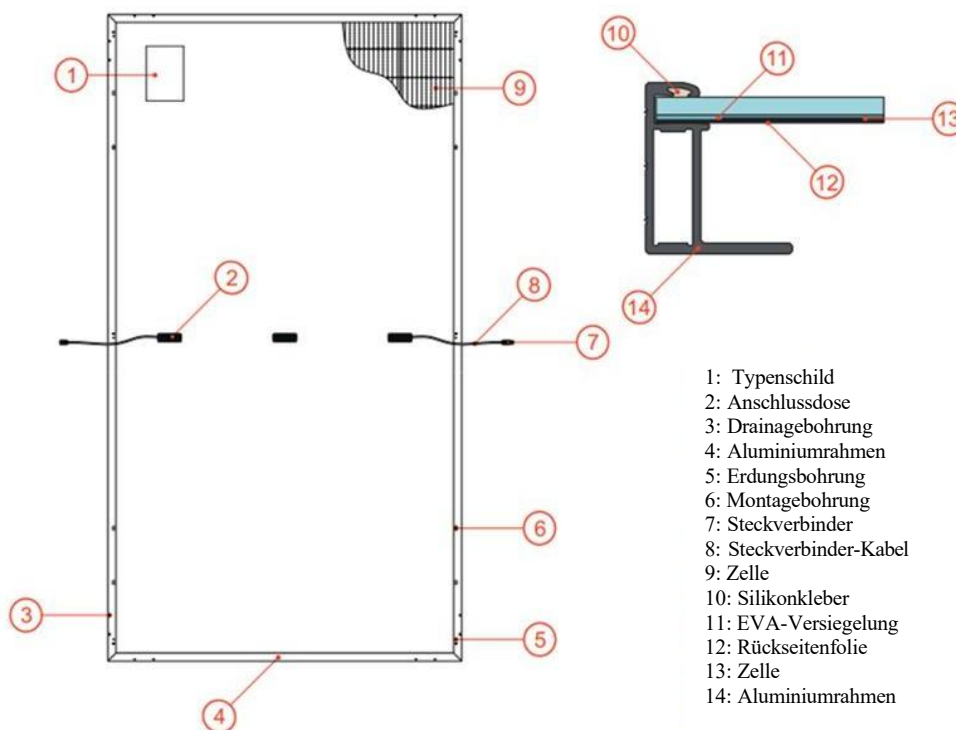 10
11
1
9
13
12
2
8
14
7
1: Typenschild
2: Anschlussdose
3: Drainagebohrung
4: Aluminiumrahmen
5: Erdungsbohrung
6: Montagebohrung
7: Steckverbinder
8: Steckverbinder-Kabel
9: Zelle
10: Silikonkleber
11: EVA-Versiegelung
12: Rückseitenfolie
13: Zelle
14: Aluminiumrahmen
6
3
5
4